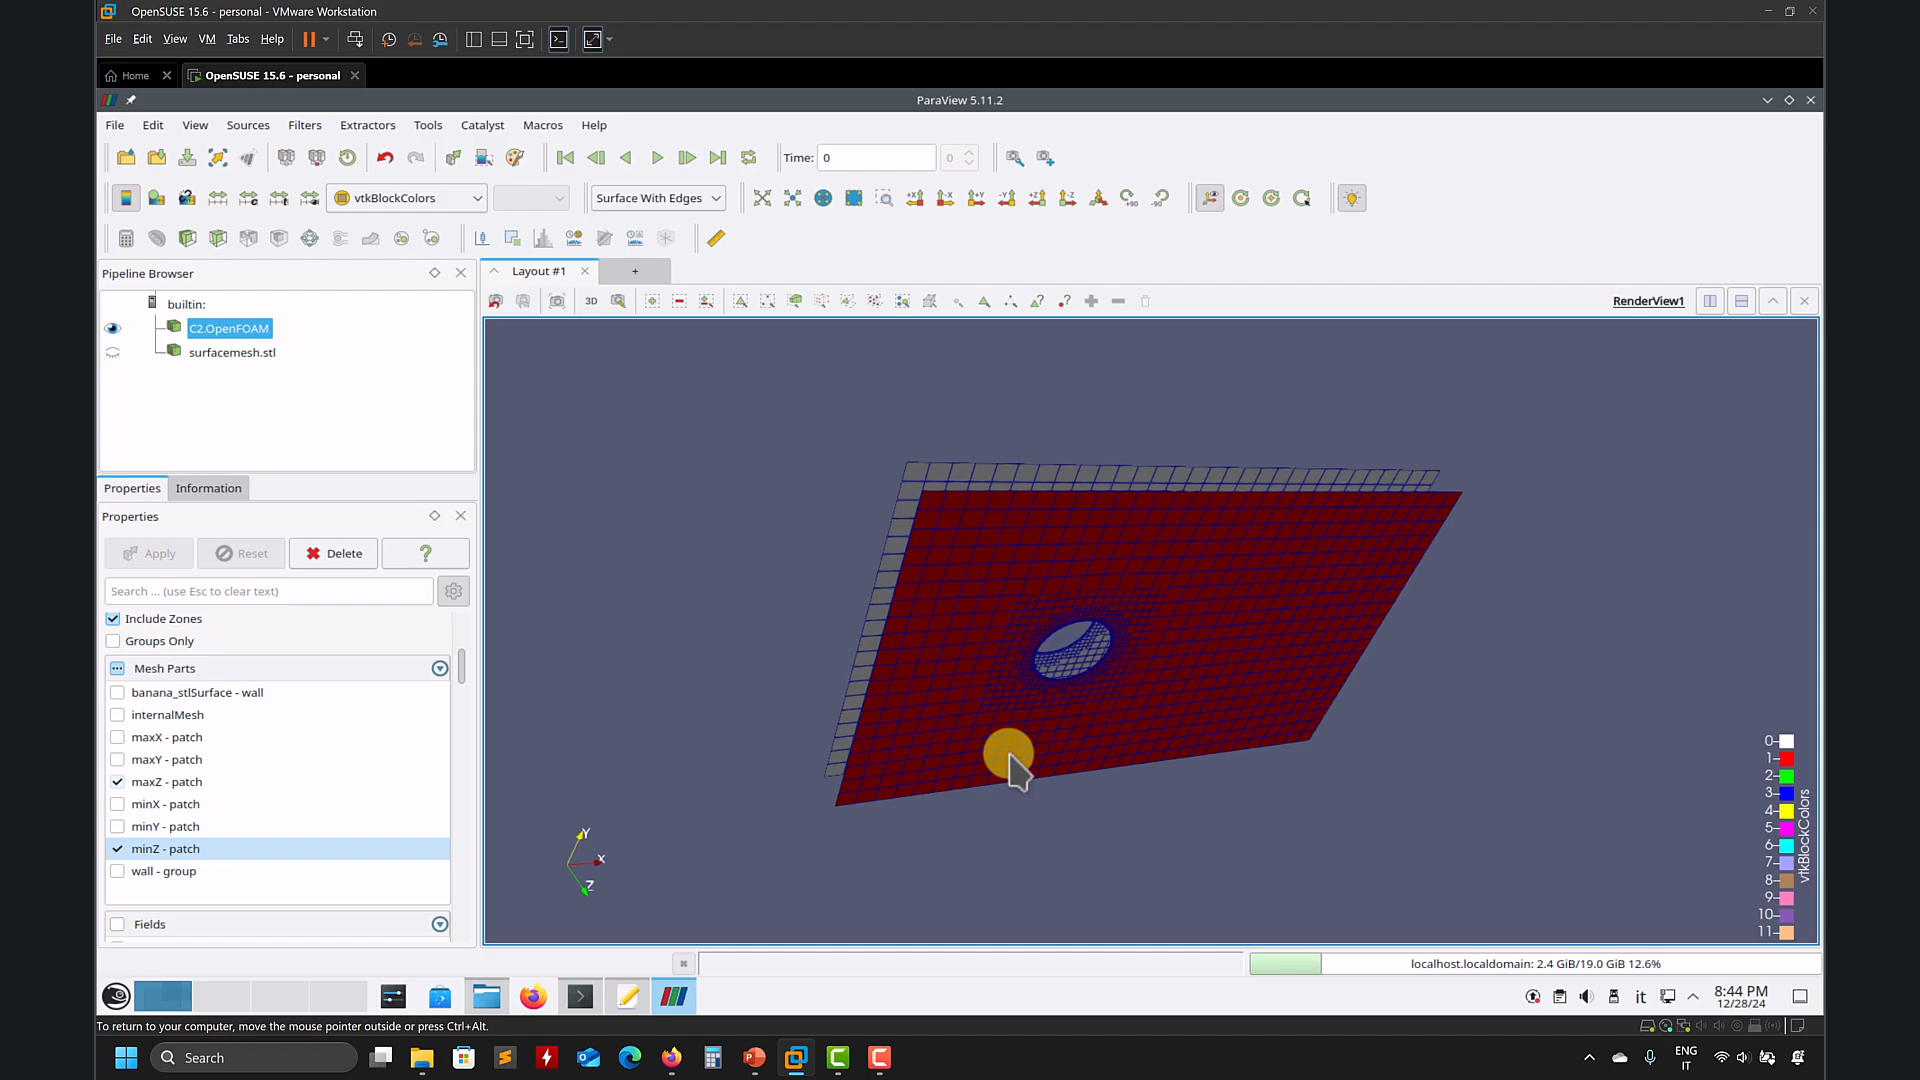 OpenSUSE 15.6 - personal - VMware Workstation
File Edit View VM Tabs Help
Home OpenSUSE 15.6 - personal
ParaView 5.11.2
File Edit View Sources Filters Extractors Tools Catalyst Macros Help
Time: 0 0
vtkBlockColors Surface With Edges +X -X +Y -Y +Z -Z +90 -90
Pipeline Browser
Layout #1 +
builtin:
3D RenderView1
C2.OpenFOAM
surfacemesh.stl
Properties Information
Properties
Apply Reset Delete ?
Search ... (use Esc to clear text)
Include Zones
Groups Only
Mesh Parts
banana_stlSurface - wall
internalMesh
maxX - patch
maxY - patch
maxZ - patch
minX - patch
minY - patch
minZ - patch
wall - group
Fields
Y
X
Z
0
1
2
3
4
5
6
7
8
9
10
11
vtkBlockColors
localhost.localdomain: 2.4 GiB/19.0 GiB 12.6%
it 8:44 PM
12/28/24
To return to your computer, move the mouse pointer outside or press Ctrl+Alt.
Search ENG
IT